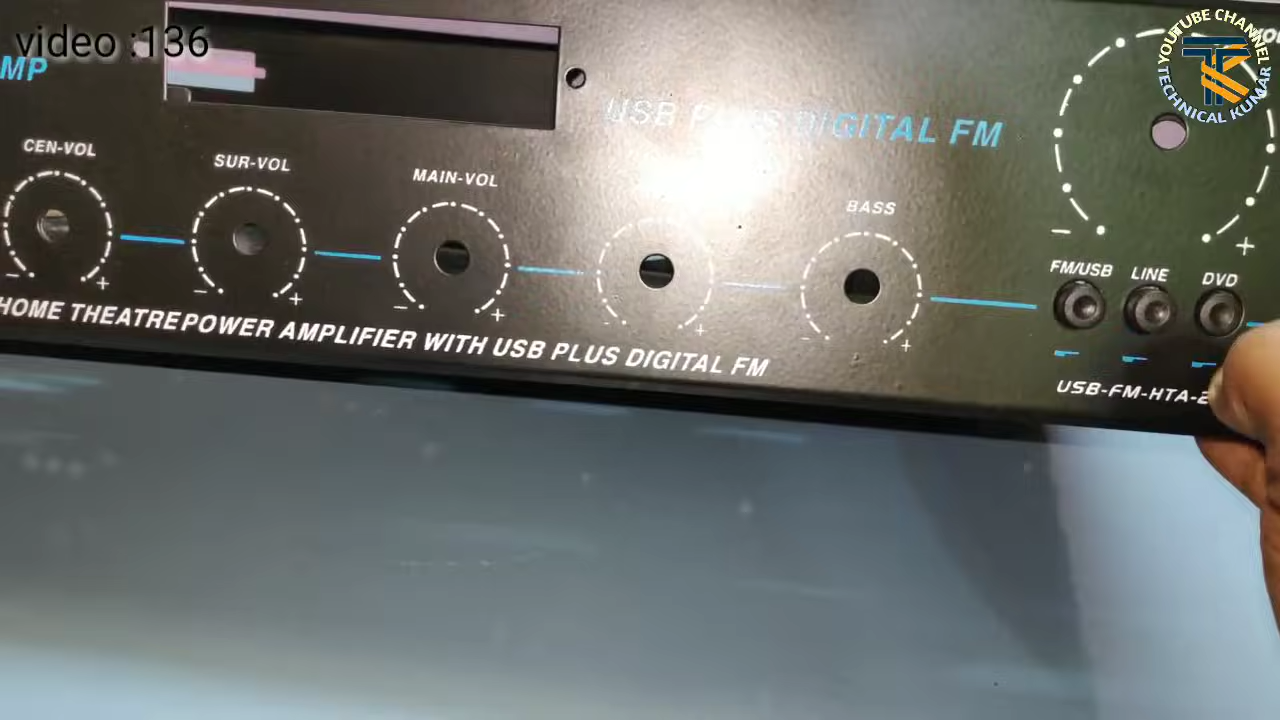 video :136
MP
YOUTUBE CHANNEL
TK
TECHNICAL KUMAR
USB PLUS DIGITAL FM
CEN-VOL
SUR-VOL
MAIN-VOL
BASS
FM/USB
LINE
DVD
HOME THEATRE POWER AMPLIFIER WITH USB PLUS DIGITAL FM
USB-FM-HTA-2